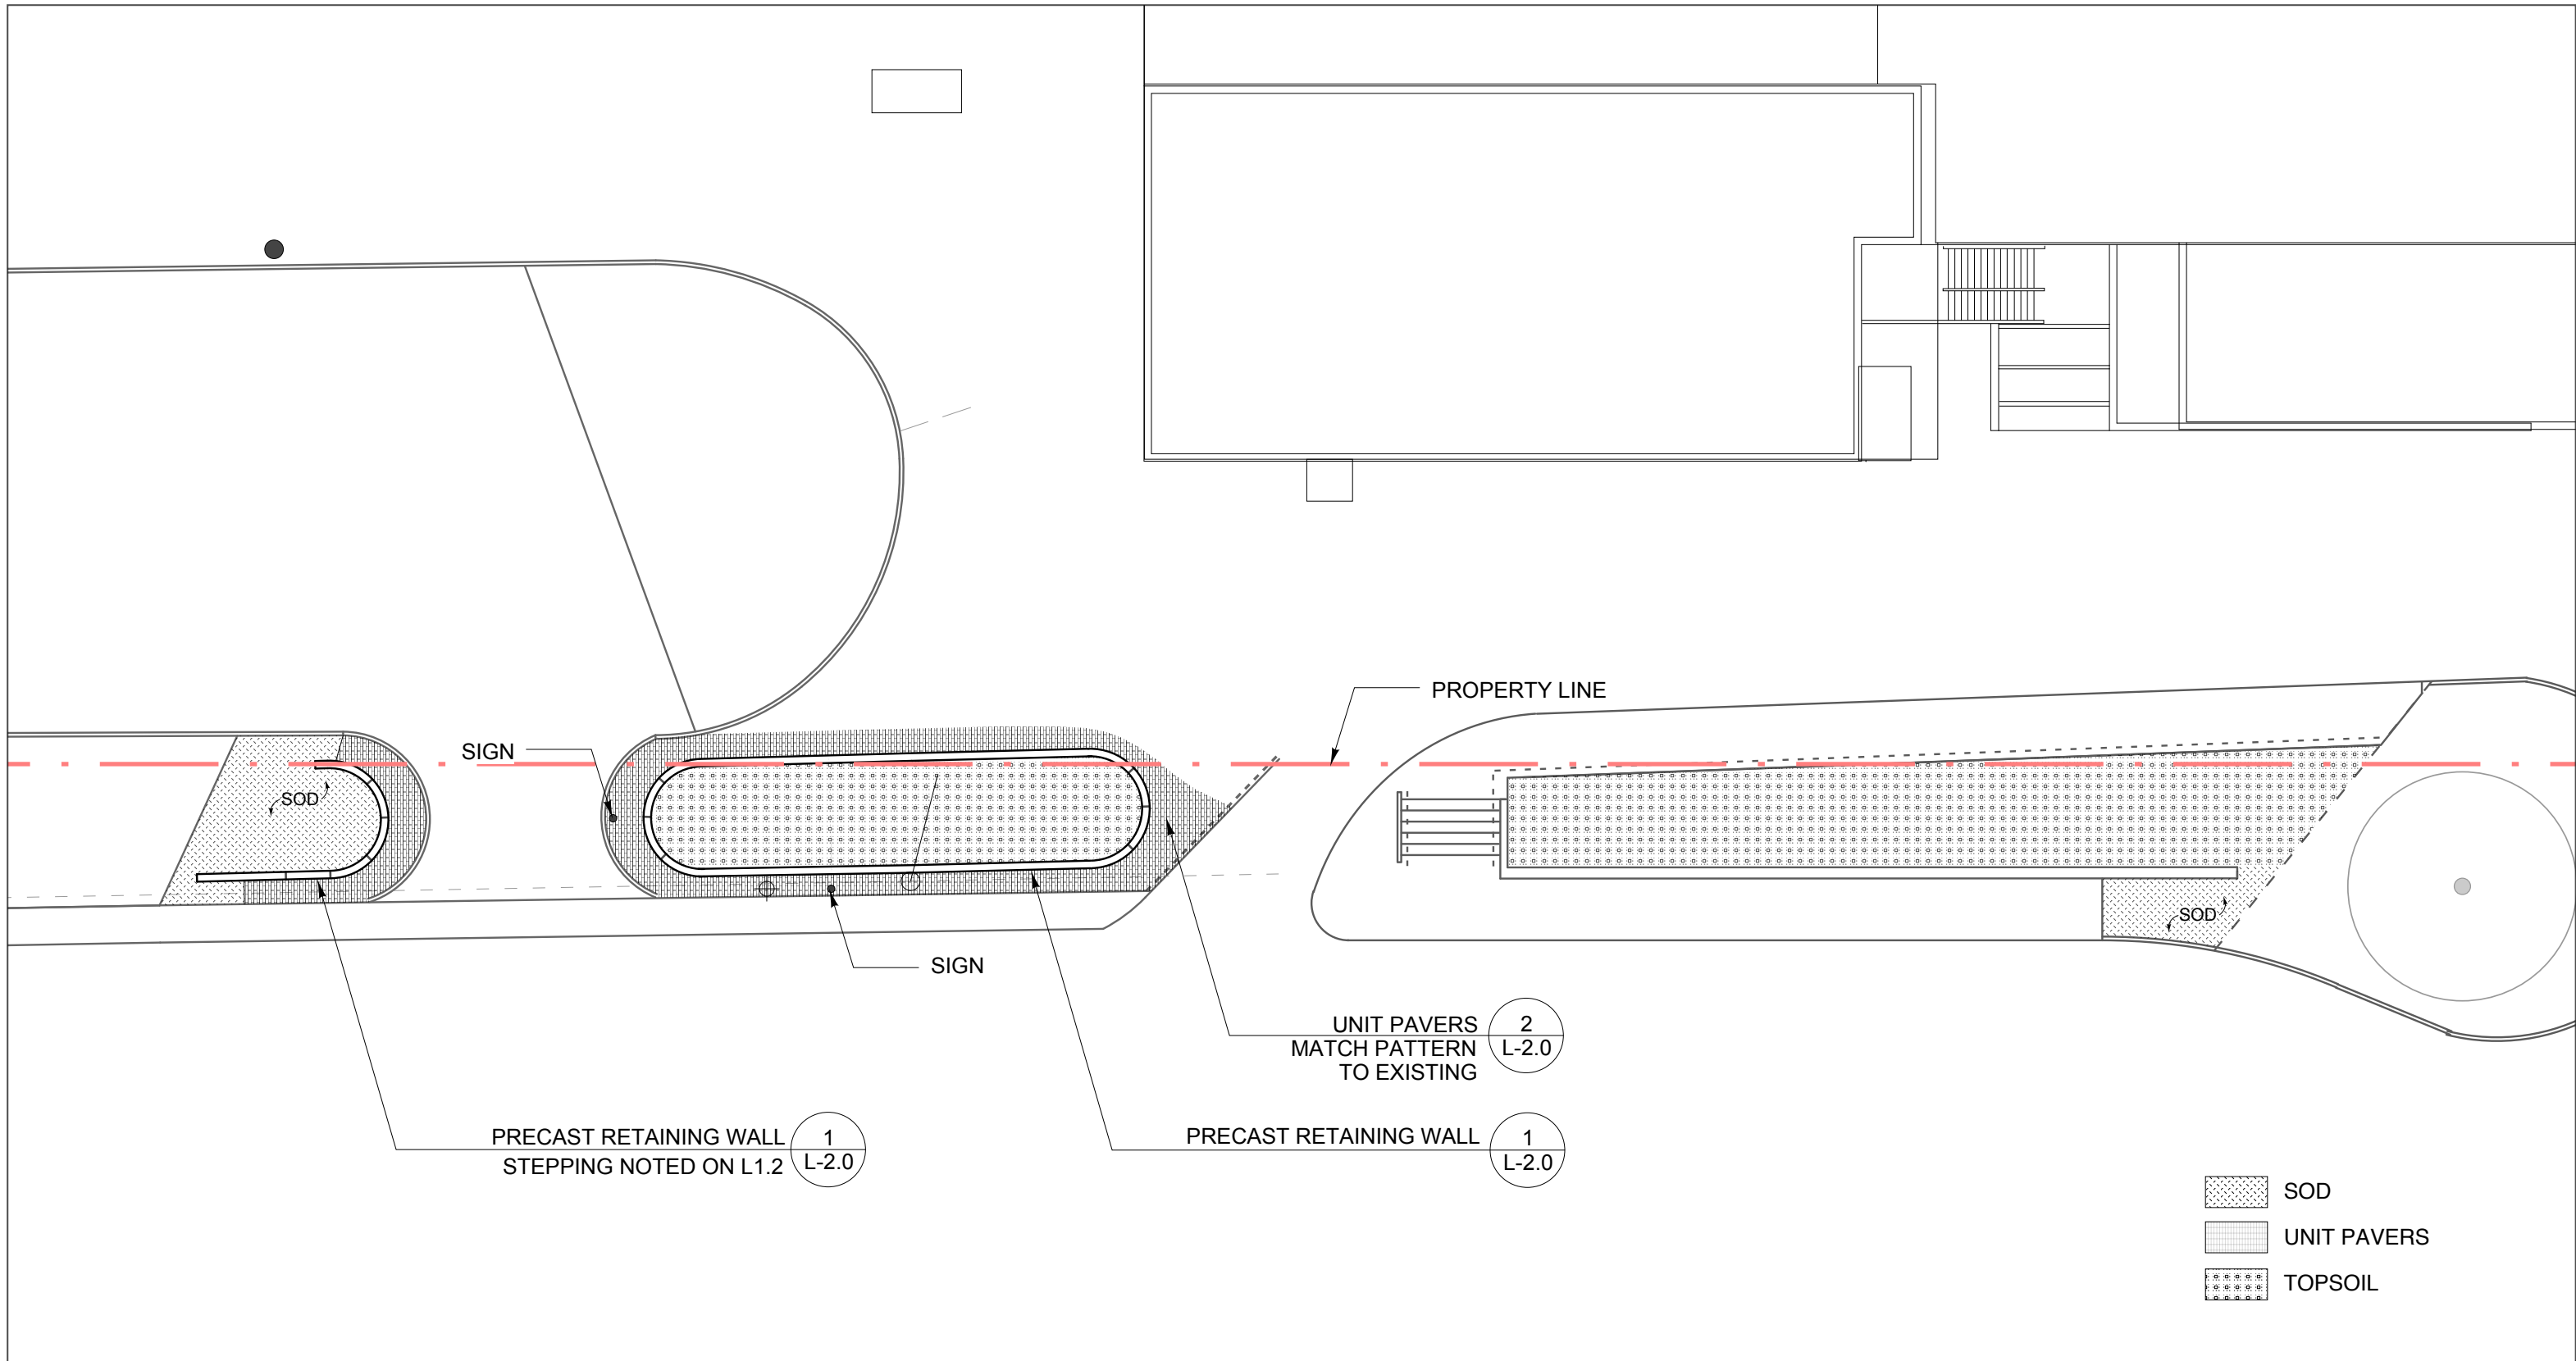 PROPERTY LINE
SIGN
SOD
SOD
SIGN
UNIT PAVERS
MATCH PATTERN
TO EXISTING
2
L-2.0
PRECAST RETAINING WALL
STEPPING NOTED ON L1.2
1
L-2.0
PRECAST RETAINING WALL
1
L-2.0
SOD
UNIT PAVERS
TOPSOIL